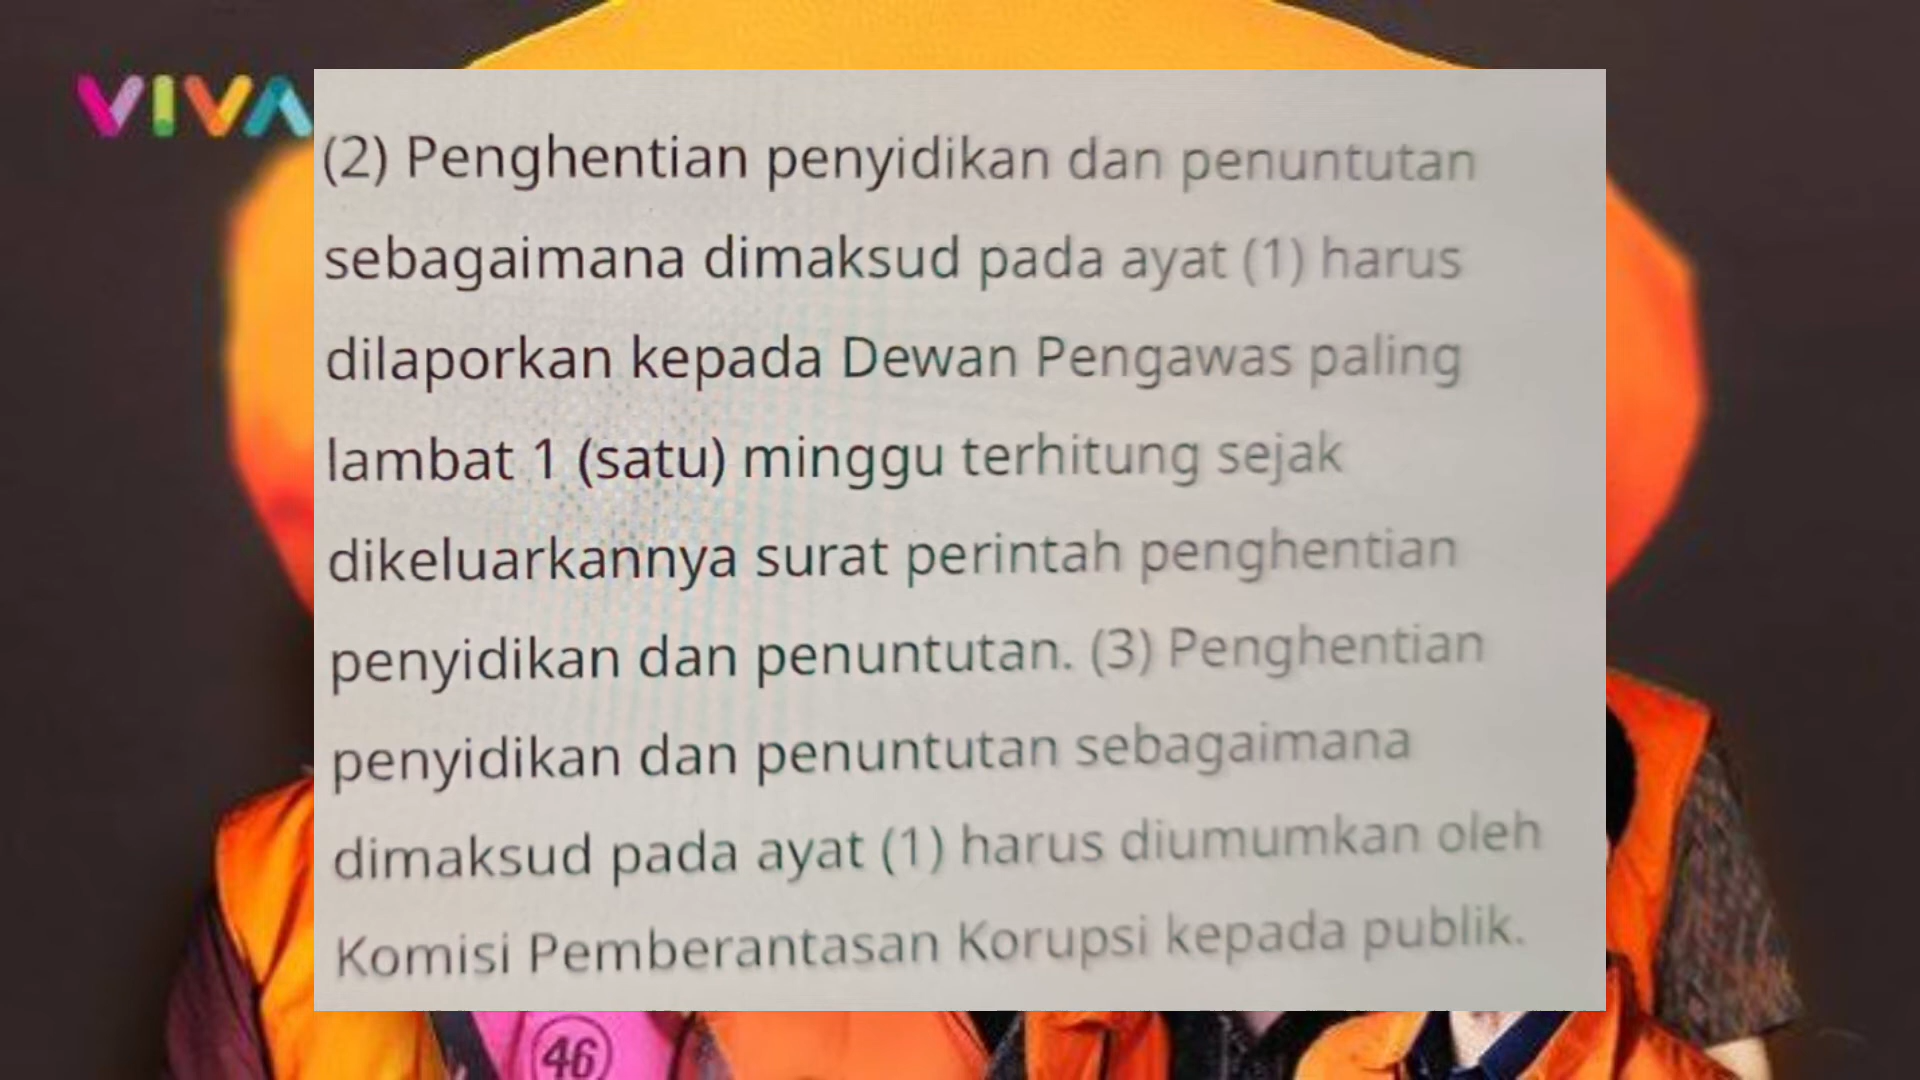 VIVA
(2) Penghentian penyidikan dan penuntutan
sebagaimana dimaksud pada ayat (1) harus
dilaporkan kepada Dewan Pengawas paling
lambat 1 (satu) minggu terhitung sejak
dikeluarkannya surat perintah penghentian
penyidikan dan penuntutan. (3) Penghentian
penyidikan dan penuntutan sebagaimana
dimaksud pada ayat (1) harus diumumkan oleh
Komisi Pemberantasan Korupsi kepada publik.
46